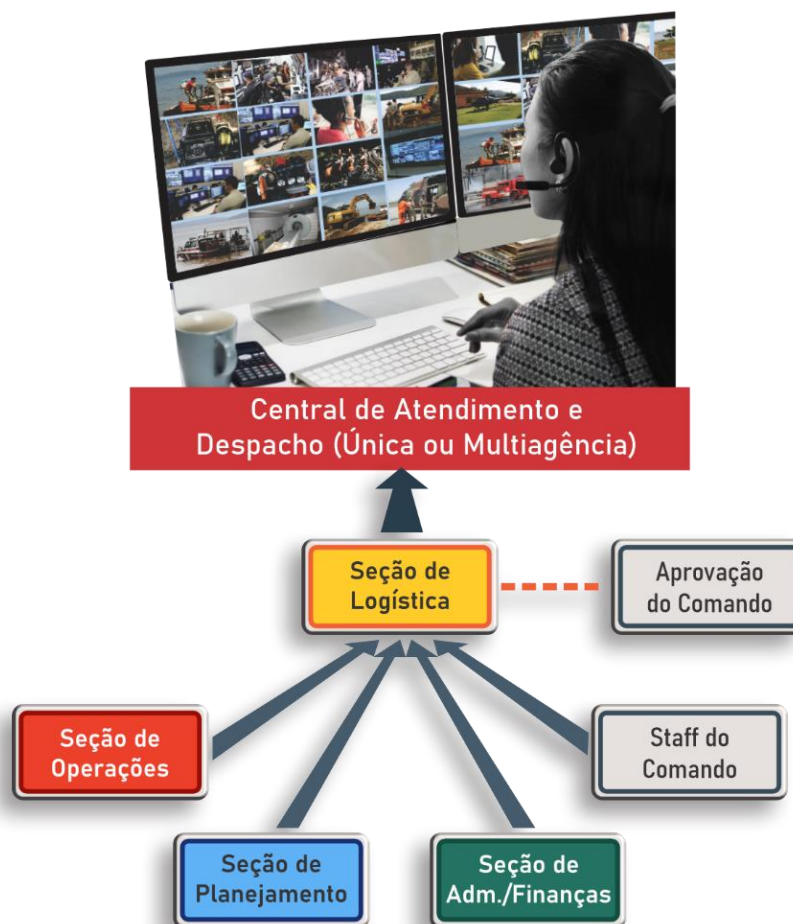 Central de Atendimento e
Despacho (Única ou Multiagência)
Seção de
Logística
Aprovação
do Comando
Seção de
Operações
Staff do
Comando
Seção de
Planejamento
Seção de
Adm./Finanças